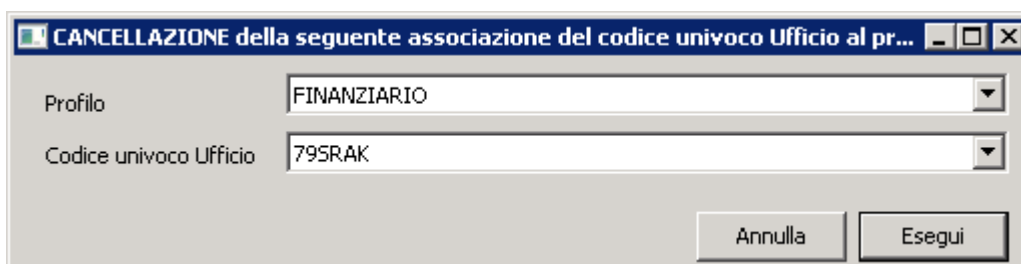 CANCELLAZIONE della seguente associazione del codice univoco Ufficio al pr...
Profilo
FINANZIARIO
Codice univoco Ufficio
79SRAK
Annulla
Esegui